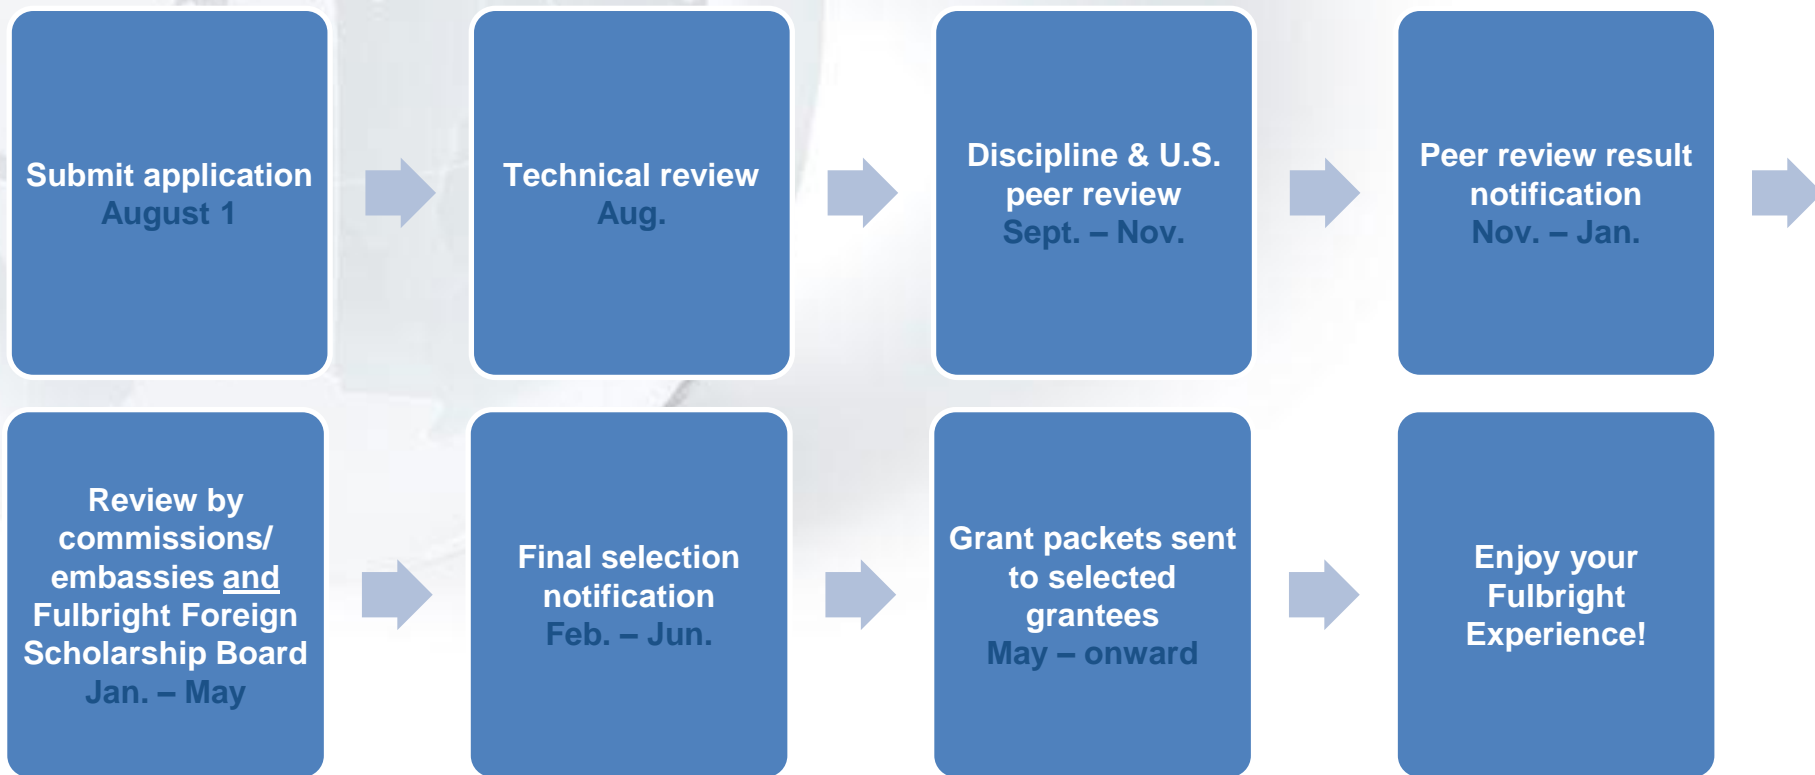 Submit application
August 1
Technical review
Aug.
Discipline & U.S.
peer review
Sept. – Nov.
Peer review result
notification
Nov. – Jan.
Review by
commissions/
embassies and
Fulbright Foreign
Scholarship Board
Jan. – May
Final selection
notification
Feb. – Jun.
Grant packets sent
to selected
grantees
May – onward
Enjoy your
Fulbright
Experience!